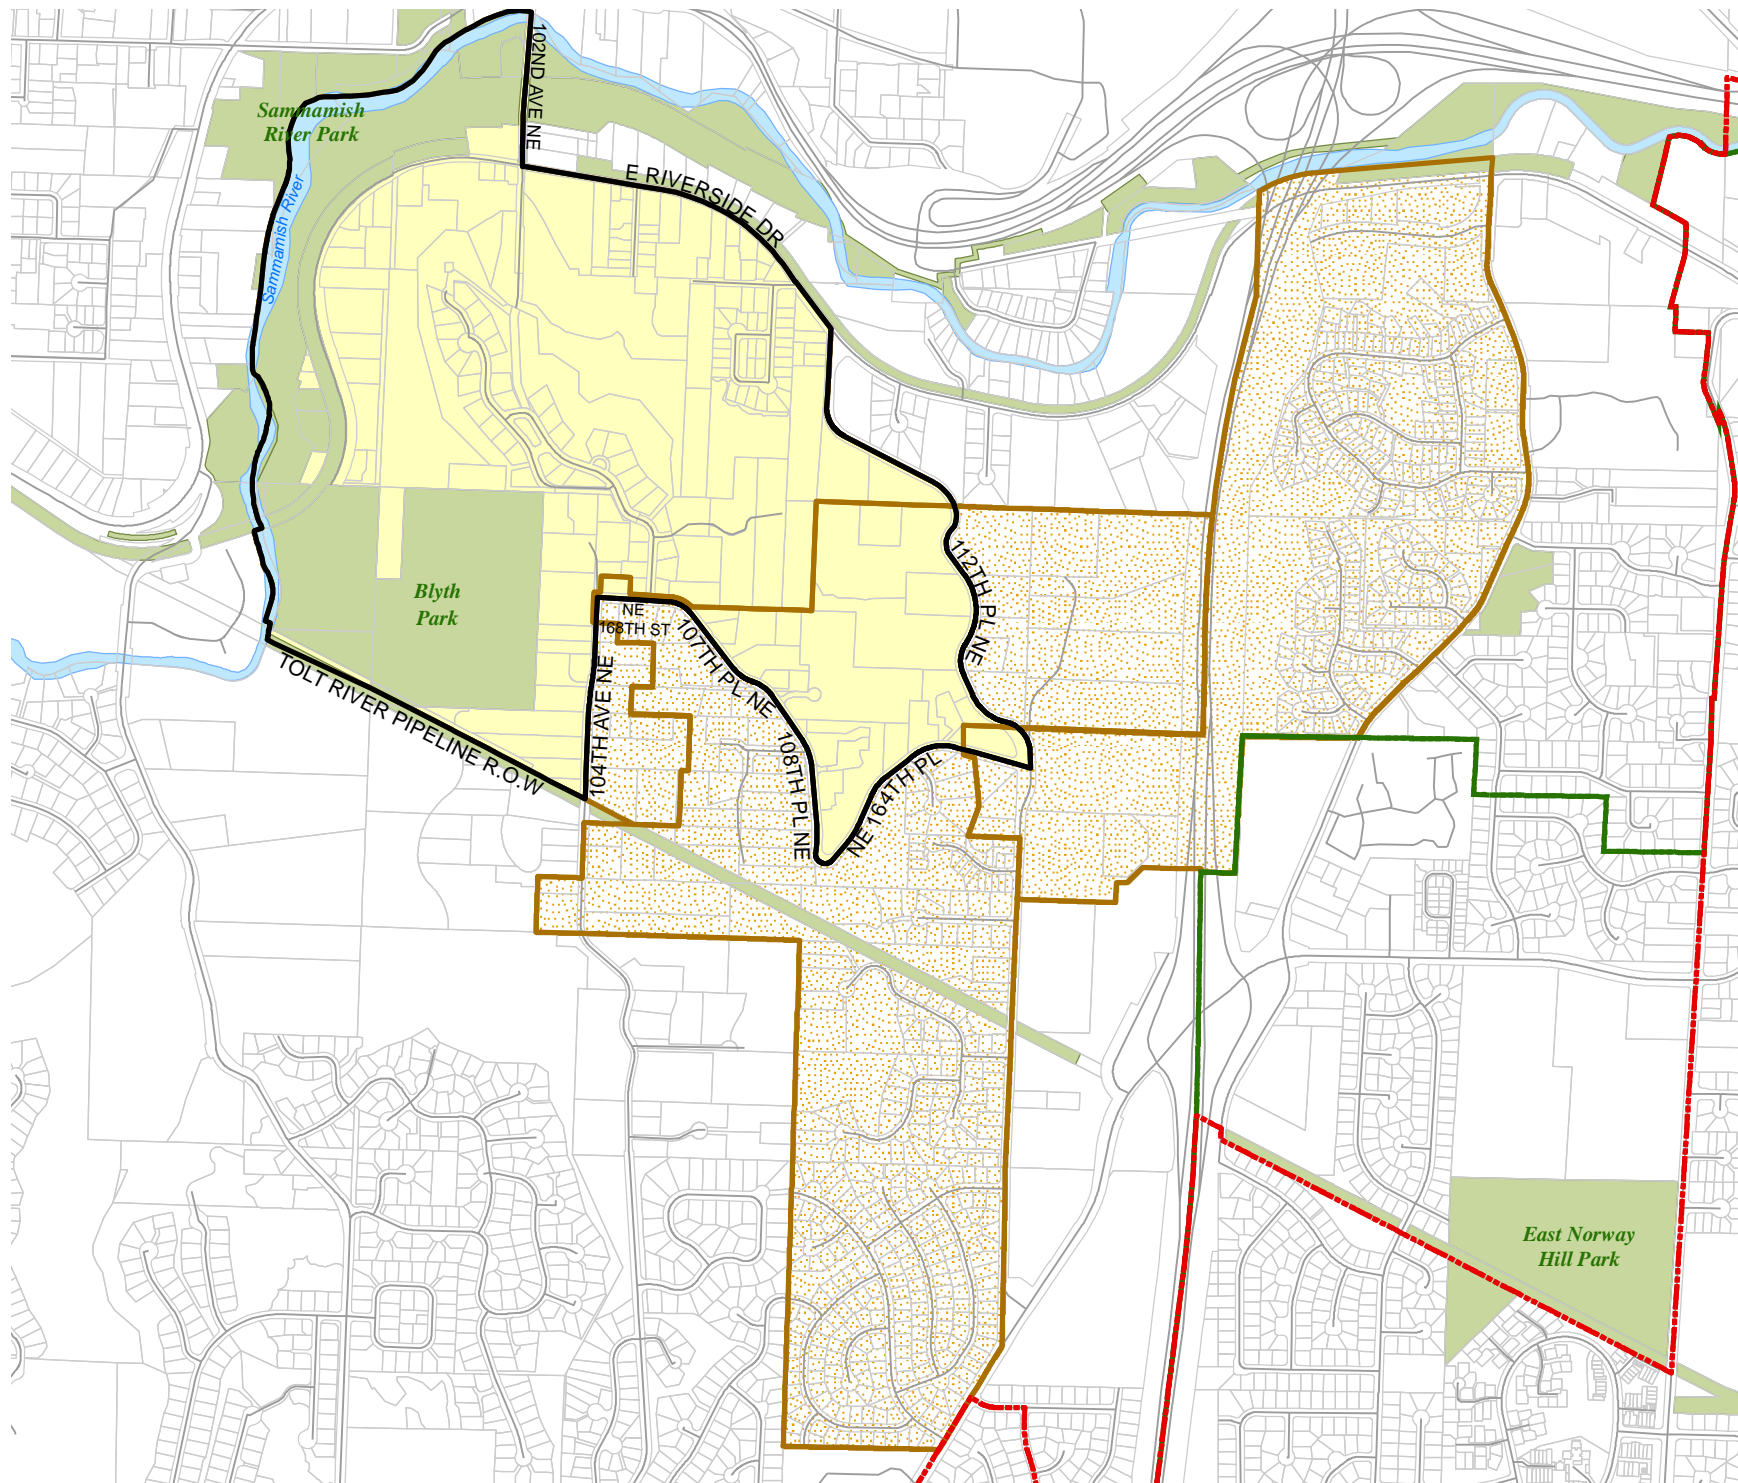 102ND AVE NE
Sammamish
River Park
E RIVERSIDE DR
Sammamish River
112TH PL NE
Blyth
Park
NE
168TH ST
107TH PL NE
104TH AVE NE
TOLT RIVER PIPELINE R.O.W
108TH PL NE
NE 164TH PL
East Norway
Hill Park